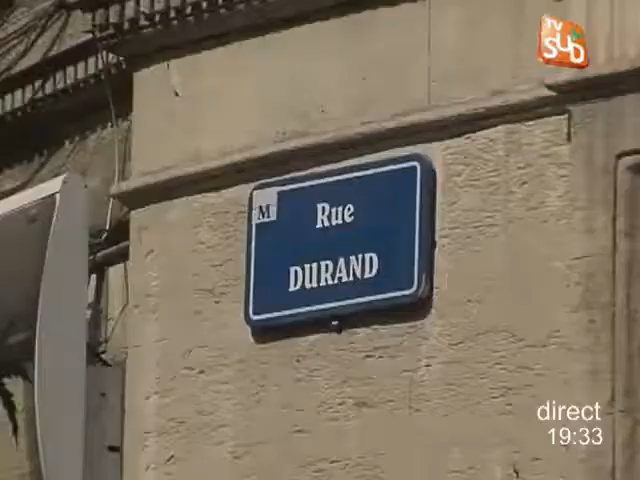 TV
SUD
M
Rue
DURAND
direct
19:33